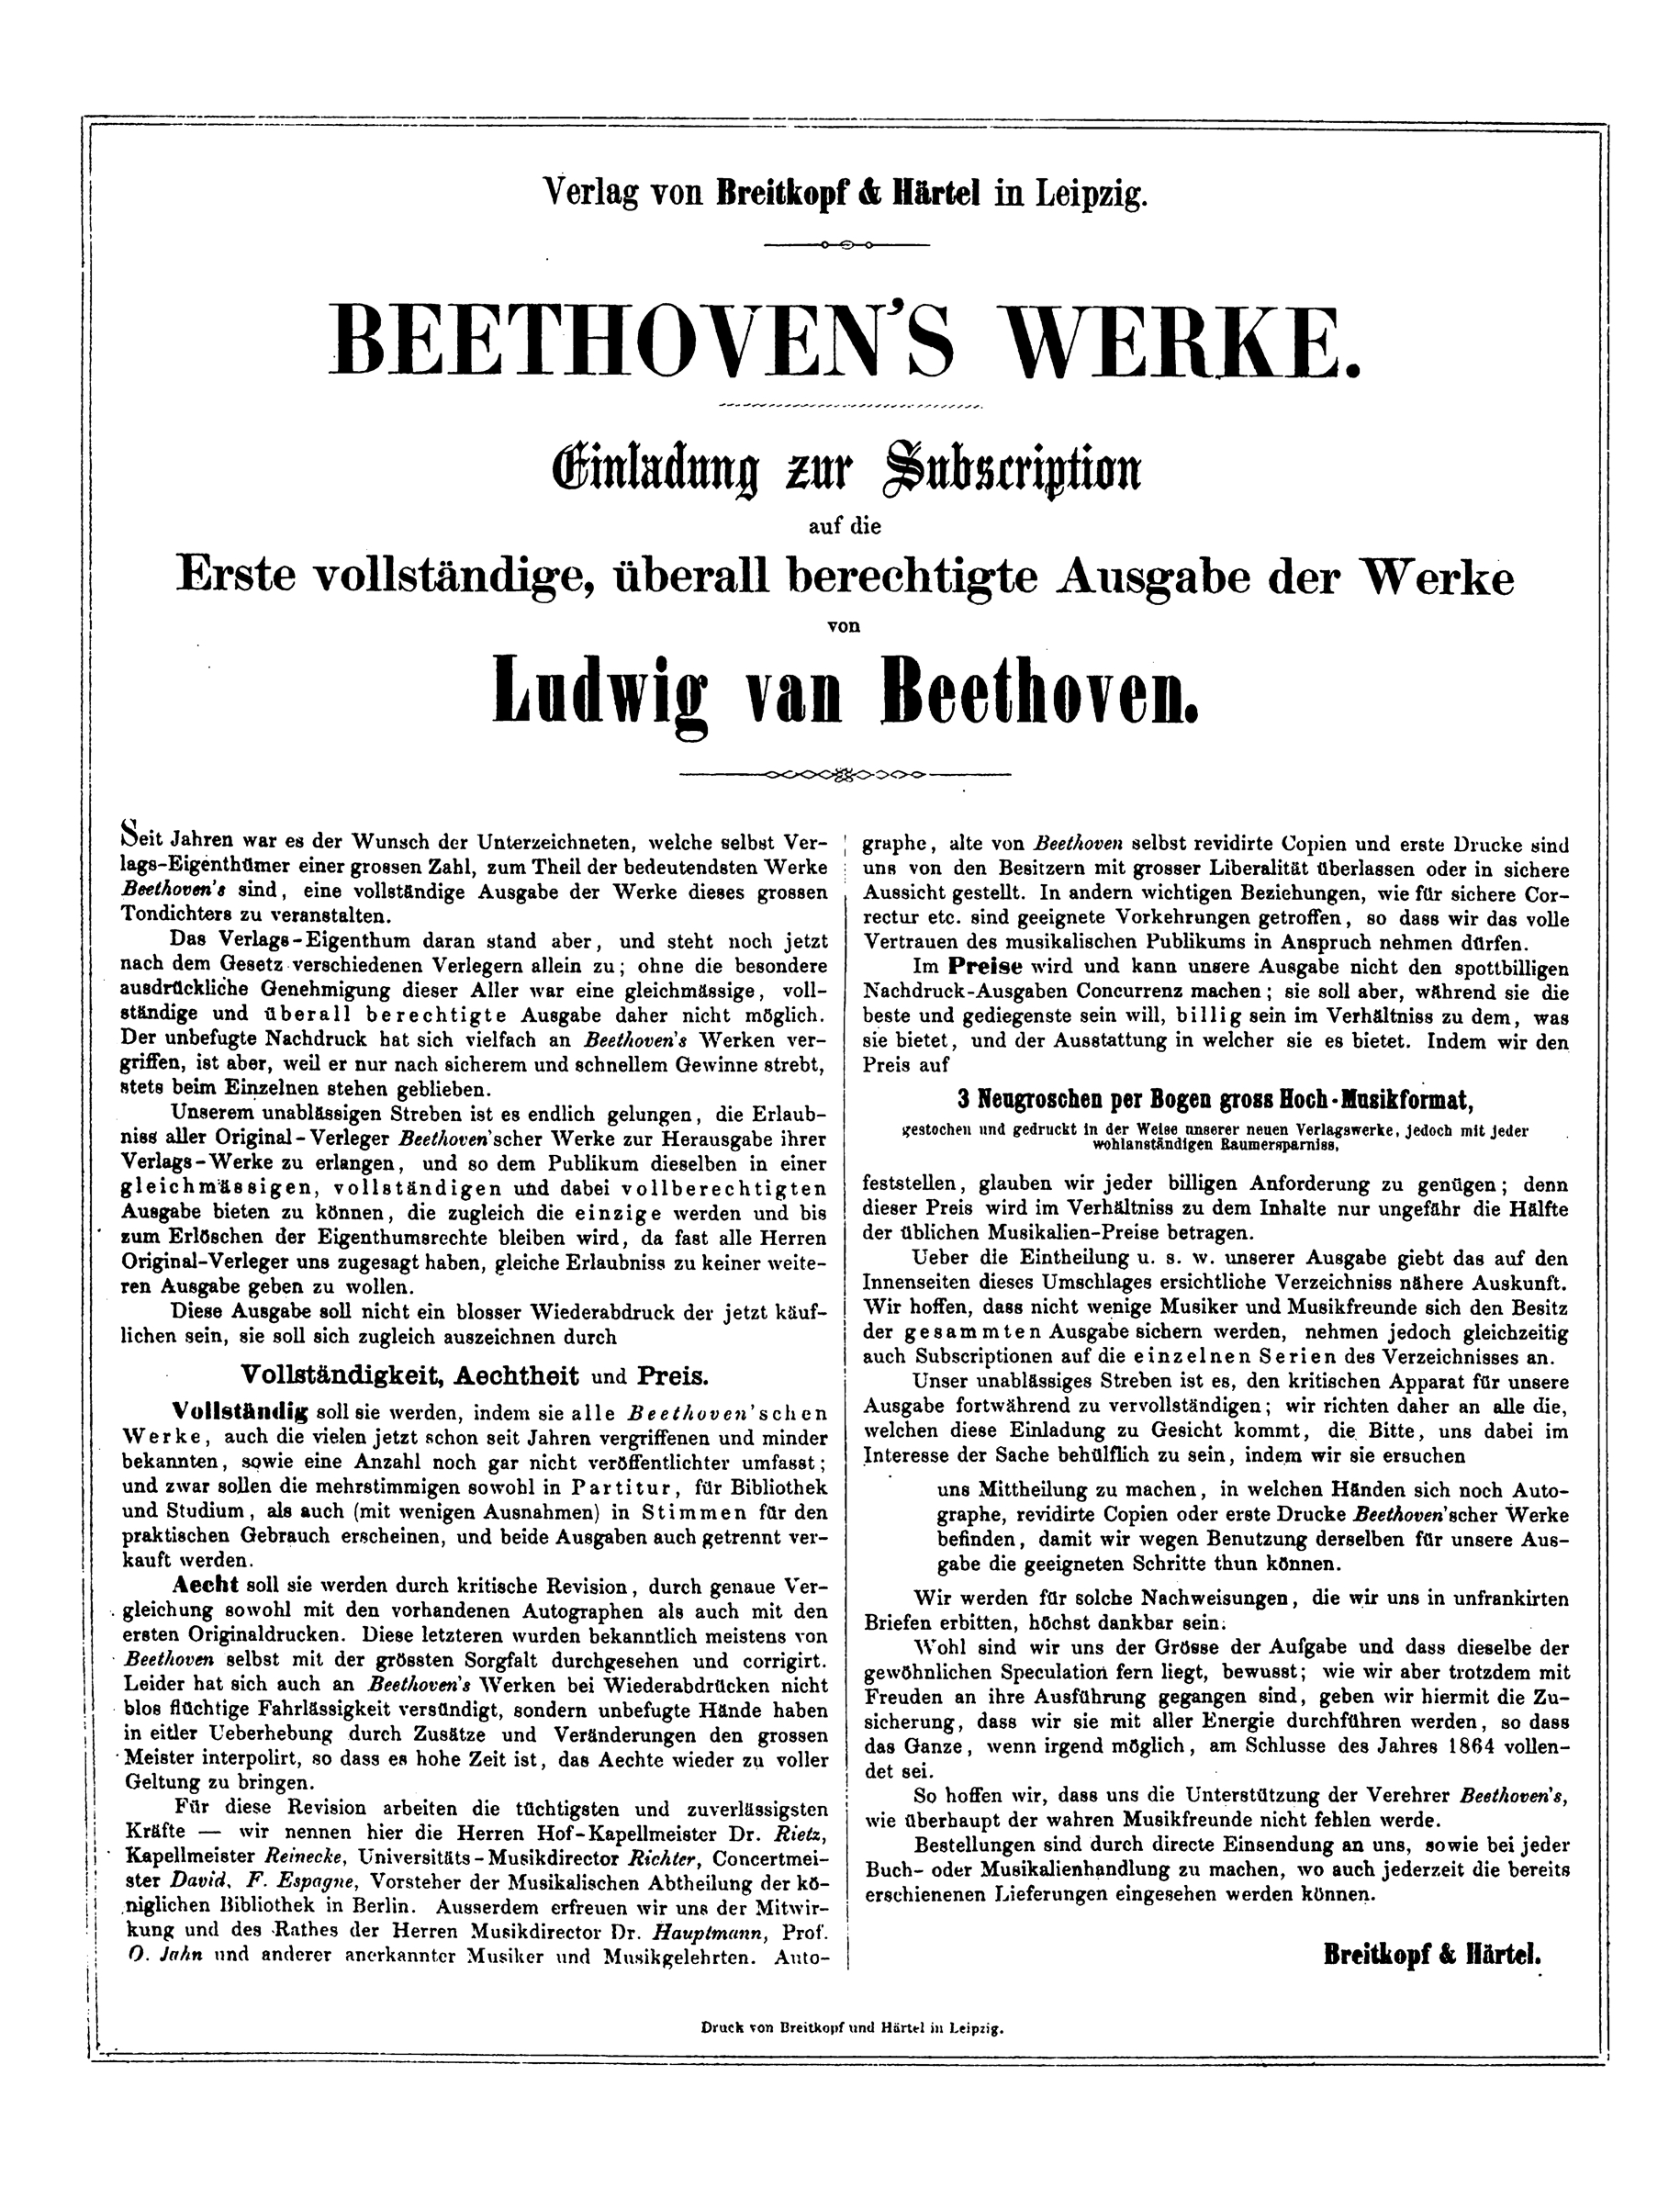 Verlag von Breitkopf & Härtel in Leipzig.
BEETHOVEN'S WERKE.
Einladung zur Subscription
auf die
Erste vollständige, überall berechtigte Ausgabe der Werke
von
Ludwig van Beethoven.
Seit Jahren war es der Wunsch der Unterzeichneten, welche selbst Ver-
lags-Eigenthümer einer grossen Zahl, zum Theil der bedeutendsten Werke
Beethoven's sind, eine vollständige Ausgabe der Werke dieses grossen
Tondichters zu veranstalten.
Das Verlags-Eigenthum daran stand aber, und steht noch jetzt
nach dem Gesetz verschiedenen Verlegern allein zu; ohne die besondere
ausdrückliche Genehmigung dieser Aller war eine gleichmässige, voll-
ständige und überall berechtigte Ausgabe daher nicht möglich.
Der unbefugte Nachdruck hat sich vielfach an Beethoven's Werken ver-
griffen, ist aber, weil er nur nach sicherem und schnellem Gewinne strebt,
stets beim Einzelnen stehen geblieben.
Unserem unablässigen Streben ist es endlich gelungen, die Erlaub-
niss aller Original-Verleger Beethoven'scher Werke zur Herausgabe ihrer
Verlags-Werke zu erlangen, und so dem Publikum dieselben in einer
gleichmässigen, vollständigen und dabei vollberechtigten
Ausgabe bieten zu können, die zugleich die einzige werden und bis
zum Erlöschen der Eigenthumsrechte bleiben wird, da fast alle Herren
Original-Verleger uns zugesagt haben, gleiche Erlaubniss zu keiner weite-
ren Ausgabe geben zu wollen.
Diese Ausgabe soll nicht ein blosser Wiederabdruck der jetzt käuf-
lichen sein, sie soll sich zugleich auszeichnen durch
Vollständigkeit, Aechtheit und Preis.
Vollständig soll sie werden, indem sie alle Beethoven'schen
Werke, auch die vielen jetzt schon seit Jahren vergriffenen und minder
bekannten, sowie eine Anzahl noch gar nicht veröffentlichter umfasst;
und zwar sollen die mehrstimmigen sowohl in Partitur, für Bibliothek
und Studium, als auch (mit wenigen Ausnahmen) in Stimmen für den
praktischen Gebrauch erscheinen, und beide Ausgaben auch getrennt ver-
kauft werden.
Aecht soll sie werden durch kritische Revision, durch genaue Ver-
gleichung sowohl mit den vorhandenen Autographen als auch mit den
ersten Originaldrucken. Diese letzteren wurden bekanntlich meistens von
Beethoven selbst mit der grössten Sorgfalt durchgesehen und corrigirt.
Leider hat sich auch an Beethoven's Werken bei Wiederabdrücken nicht
blos flüchtige Fahrlässigkeit versündigt, sondern unbefugte Hände haben
in eitler Ueberhebung durch Zusätze und Veränderungen den grossen
Meister interpolirt, so dass es hohe Zeit ist, das Aechte wieder zu voller
Geltung zu bringen.
Für diese Revision arbeiten die tüchtigsten und zuverlässigsten
Kräfte — wir nennen hier die Herren Hof-Kapellmeister Dr. Rietz,
Kapellmeister Reinecke, Universitäts-Musikdirector Richter, Concertmei-
ster David, F. Espagne, Vorsteher der Musikalischen Abtheilung der kö-
niglichen Bibliothek in Berlin. Ausserdem erfreuen wir uns der Mitwir-
kung und des Rathes der Herren Musikdirector Dr. Hauptmann, Prof.
O. Jahn und anderer anerkannter Musiker und Musikgelehrten. Auto-
graphe, alte von Beethoven selbst revidirte Copien und erste Drucke sind
uns von den Besitzern mit grosser Liberalität überlassen oder in sichere
Aussicht gestellt. In andern wichtigen Beziehungen, wie für sichere Cor-
rectur etc. sind geeignete Vorkehrungen getroffen, so dass wir das volle
Vertrauen des musikalischen Publikums in Anspruch nehmen dürfen.
Im Preise wird und kann unsere Ausgabe nicht den spottbilligen
Nachdruck-Ausgaben Concurrenz machen; sie soll aber, während sie die
beste und gediegenste sein will, billig sein im Verhältniss zu dem, was
sie bietet, und der Ausstattung in welcher sie es bietet. Indem wir den
Preis auf
3 Neugroschen per Bogen gross Hoch-Musikformat,
gestochen und gedruckt in der Weise unserer neuen Verlagswerke, jedoch mit jeder
wohlanständigen Raumersparniss,
feststellen, glauben wir jeder billigen Anforderung zu genügen; denn
dieser Preis wird im Verhältniss zu dem Inhalte nur ungefähr die Hälfte
der üblichen Musikalien-Preise betragen.
Ueber die Eintheilung u. s. w. unserer Ausgabe giebt das auf den
Innenseiten dieses Umschlages ersichtliche Verzeichniss nähere Auskunft.
Wir hoffen, dass nicht wenige Musiker und Musikfreunde sich den Besitz
der gesammten Ausgabe sichern werden, nehmen jedoch gleichzeitig
auch Subscriptionen auf die einzelnen Serien des Verzeichnisses an.
Unser unablässiges Streben ist es, den kritischen Apparat für unsere
Ausgabe fortwährend zu vervollständigen; wir richten daher an alle die,
welchen diese Einladung zu Gesicht kommt, die Bitte, uns dabei im
Interesse der Sache behülflich zu sein, indem wir sie ersuchen
uns Mittheilung zu machen, in welchen Händen sich noch Auto-
graphe, revidirte Copien oder erste Drucke Beethoven'scher Werke
befinden, damit wir wegen Benutzung derselben für unsere Aus-
gabe die geeigneten Schritte thun können.
Wir werden für solche Nachweisungen, die wir uns in unfrankirten
Briefen erbitten, höchst dankbar sein.
Wohl sind wir uns der Grösse der Aufgabe und dass dieselbe der
gewöhnlichen Speculation fern liegt, bewusst; wie wir aber trotzdem mit
Freuden an ihre Ausführung gegangen sind, geben wir hiermit die Zu-
sicherung, dass wir sie mit aller Energie durchführen werden, so dass
das Ganze, wenn irgend möglich, am Schlusse des Jahres 1864 vollen-
det sei.
So hoffen wir, dass uns die Unterstützung der Verehrer Beethoven's,
wie überhaupt der wahren Musikfreunde nicht fehlen werde.
Bestellungen sind durch directe Einsendung an uns, sowie bei jeder
Buch- oder Musikalienhandlung zu machen, wo auch jederzeit die bereits
erschienenen Lieferungen eingesehen werden können.
Breitkopf & Härtel.
Druck von Breitkopf und Härtel in Leipzig.